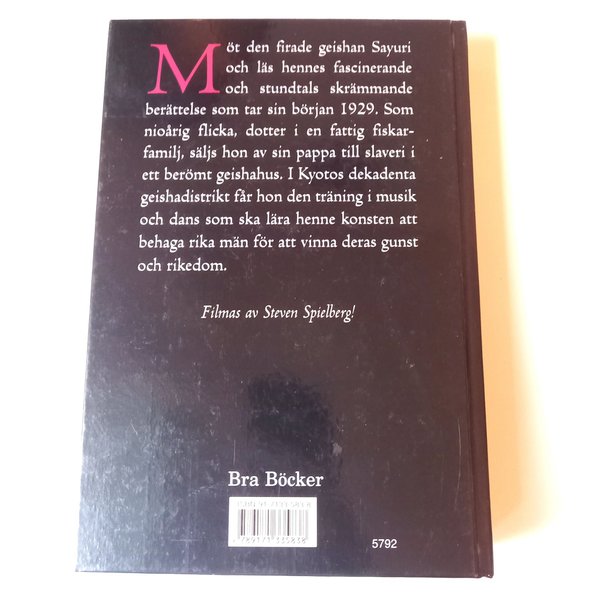 Möt den firade geishan Sayuri
och läs hennes fascinerande
och stundtals skrämmande
berättelse som tar sin början 1929. Som
nioårig flicka, dotter i en fattig fiskar-
familj, säljs hon av sin pappa till slaveri i
ett berömt geishahus. I Kyotos dekadenta
geishadistrikt får hon den träning i musik
och dans som ska lära henne konsten att
behaga rika män för att vinna deras gunst
och rikedom.
Filmas av Steven Spielberg!
Bra Böcker
9789171330838
5792